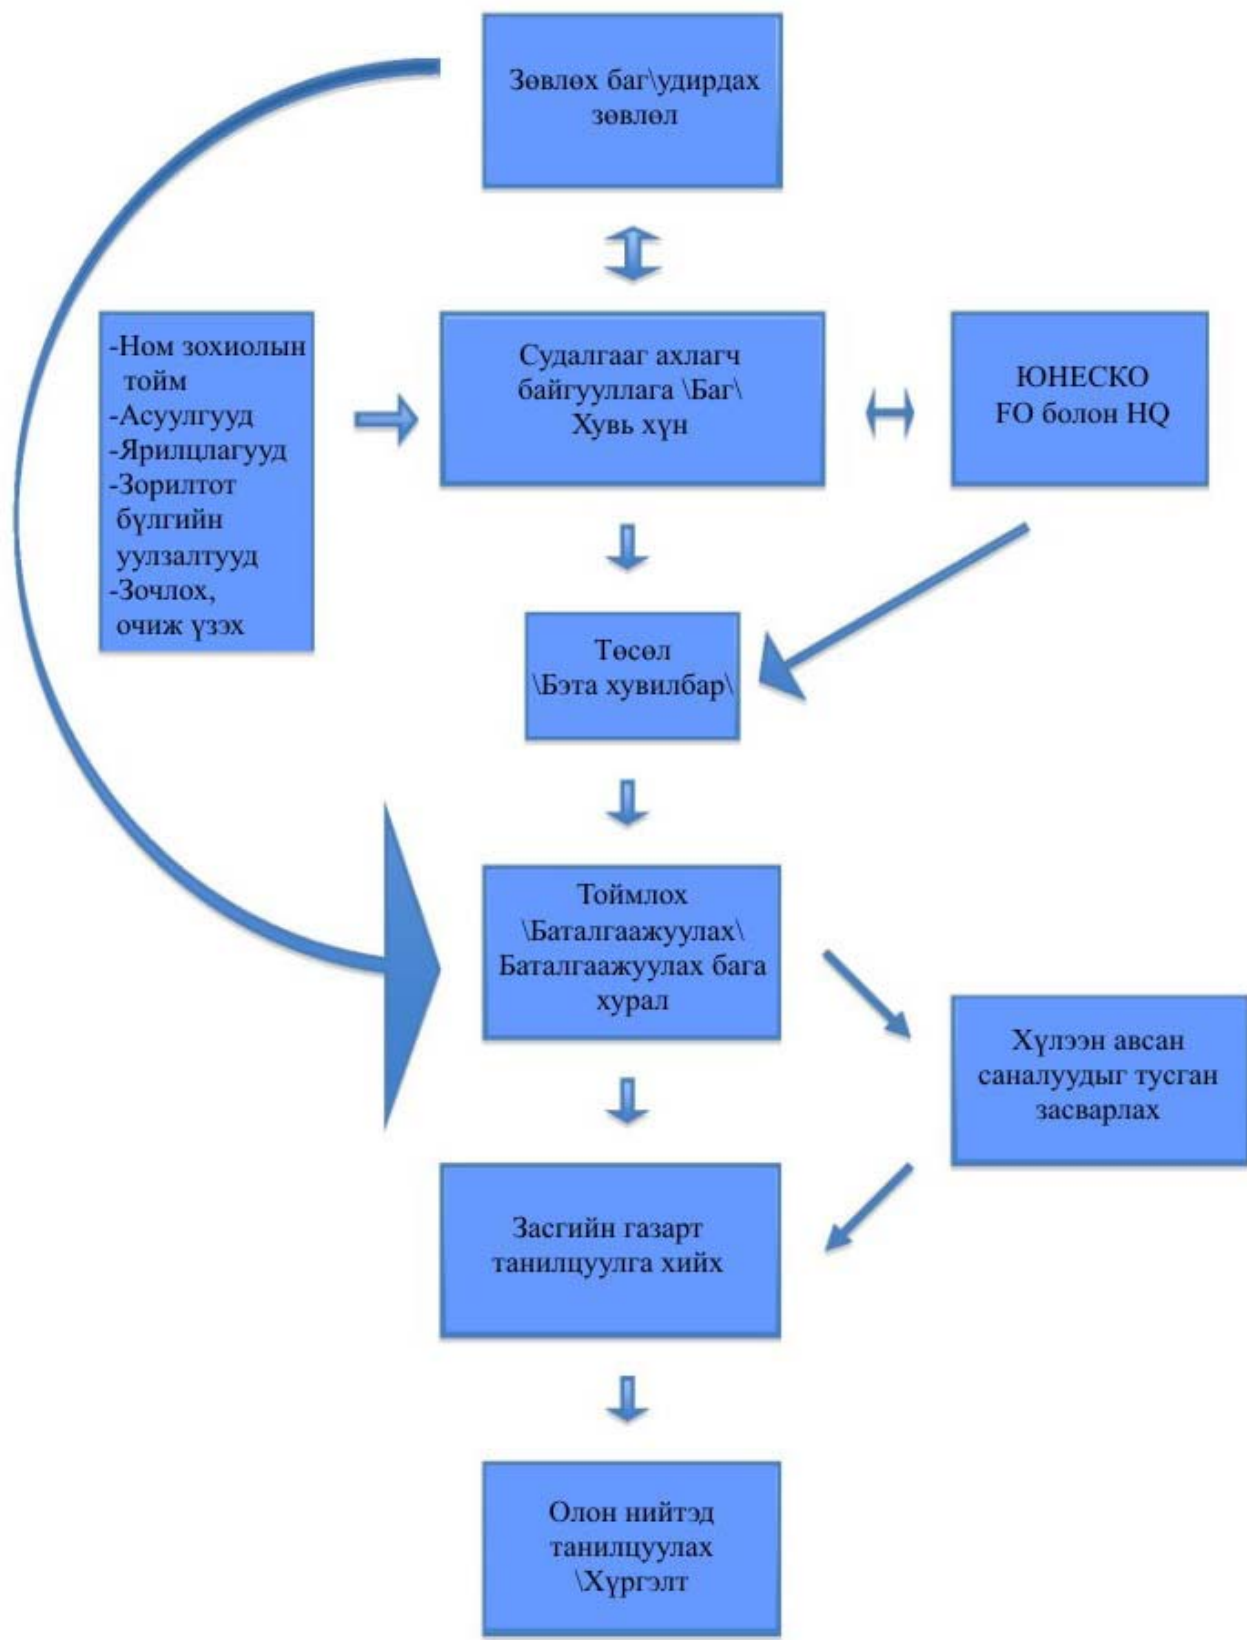 Зөвлөх баг\удирдах
зөвлөл
-Ном зохиолын
тойм
-Асуулгууд
-Ярилцлагууд
-Зорилтот
бүлгийн
уулзалтууд
-Зочлох,
очиж үзэх
Судалгааг ахлагч
байгууллага \Баг\
Хувь хүн
ЮНЕСКО
FO болон HQ
Төсөл
\Бэта хувилбар\
Тоймлох
\Баталгаажуулах\
Баталгаажуулах бага
хурал
Хүлээн авсан
саналуудыг тусган
засварлах
Засгийн газарт
танилцуулга хийх
Олон нийтэд
танилцуулах
\Хүргэлт